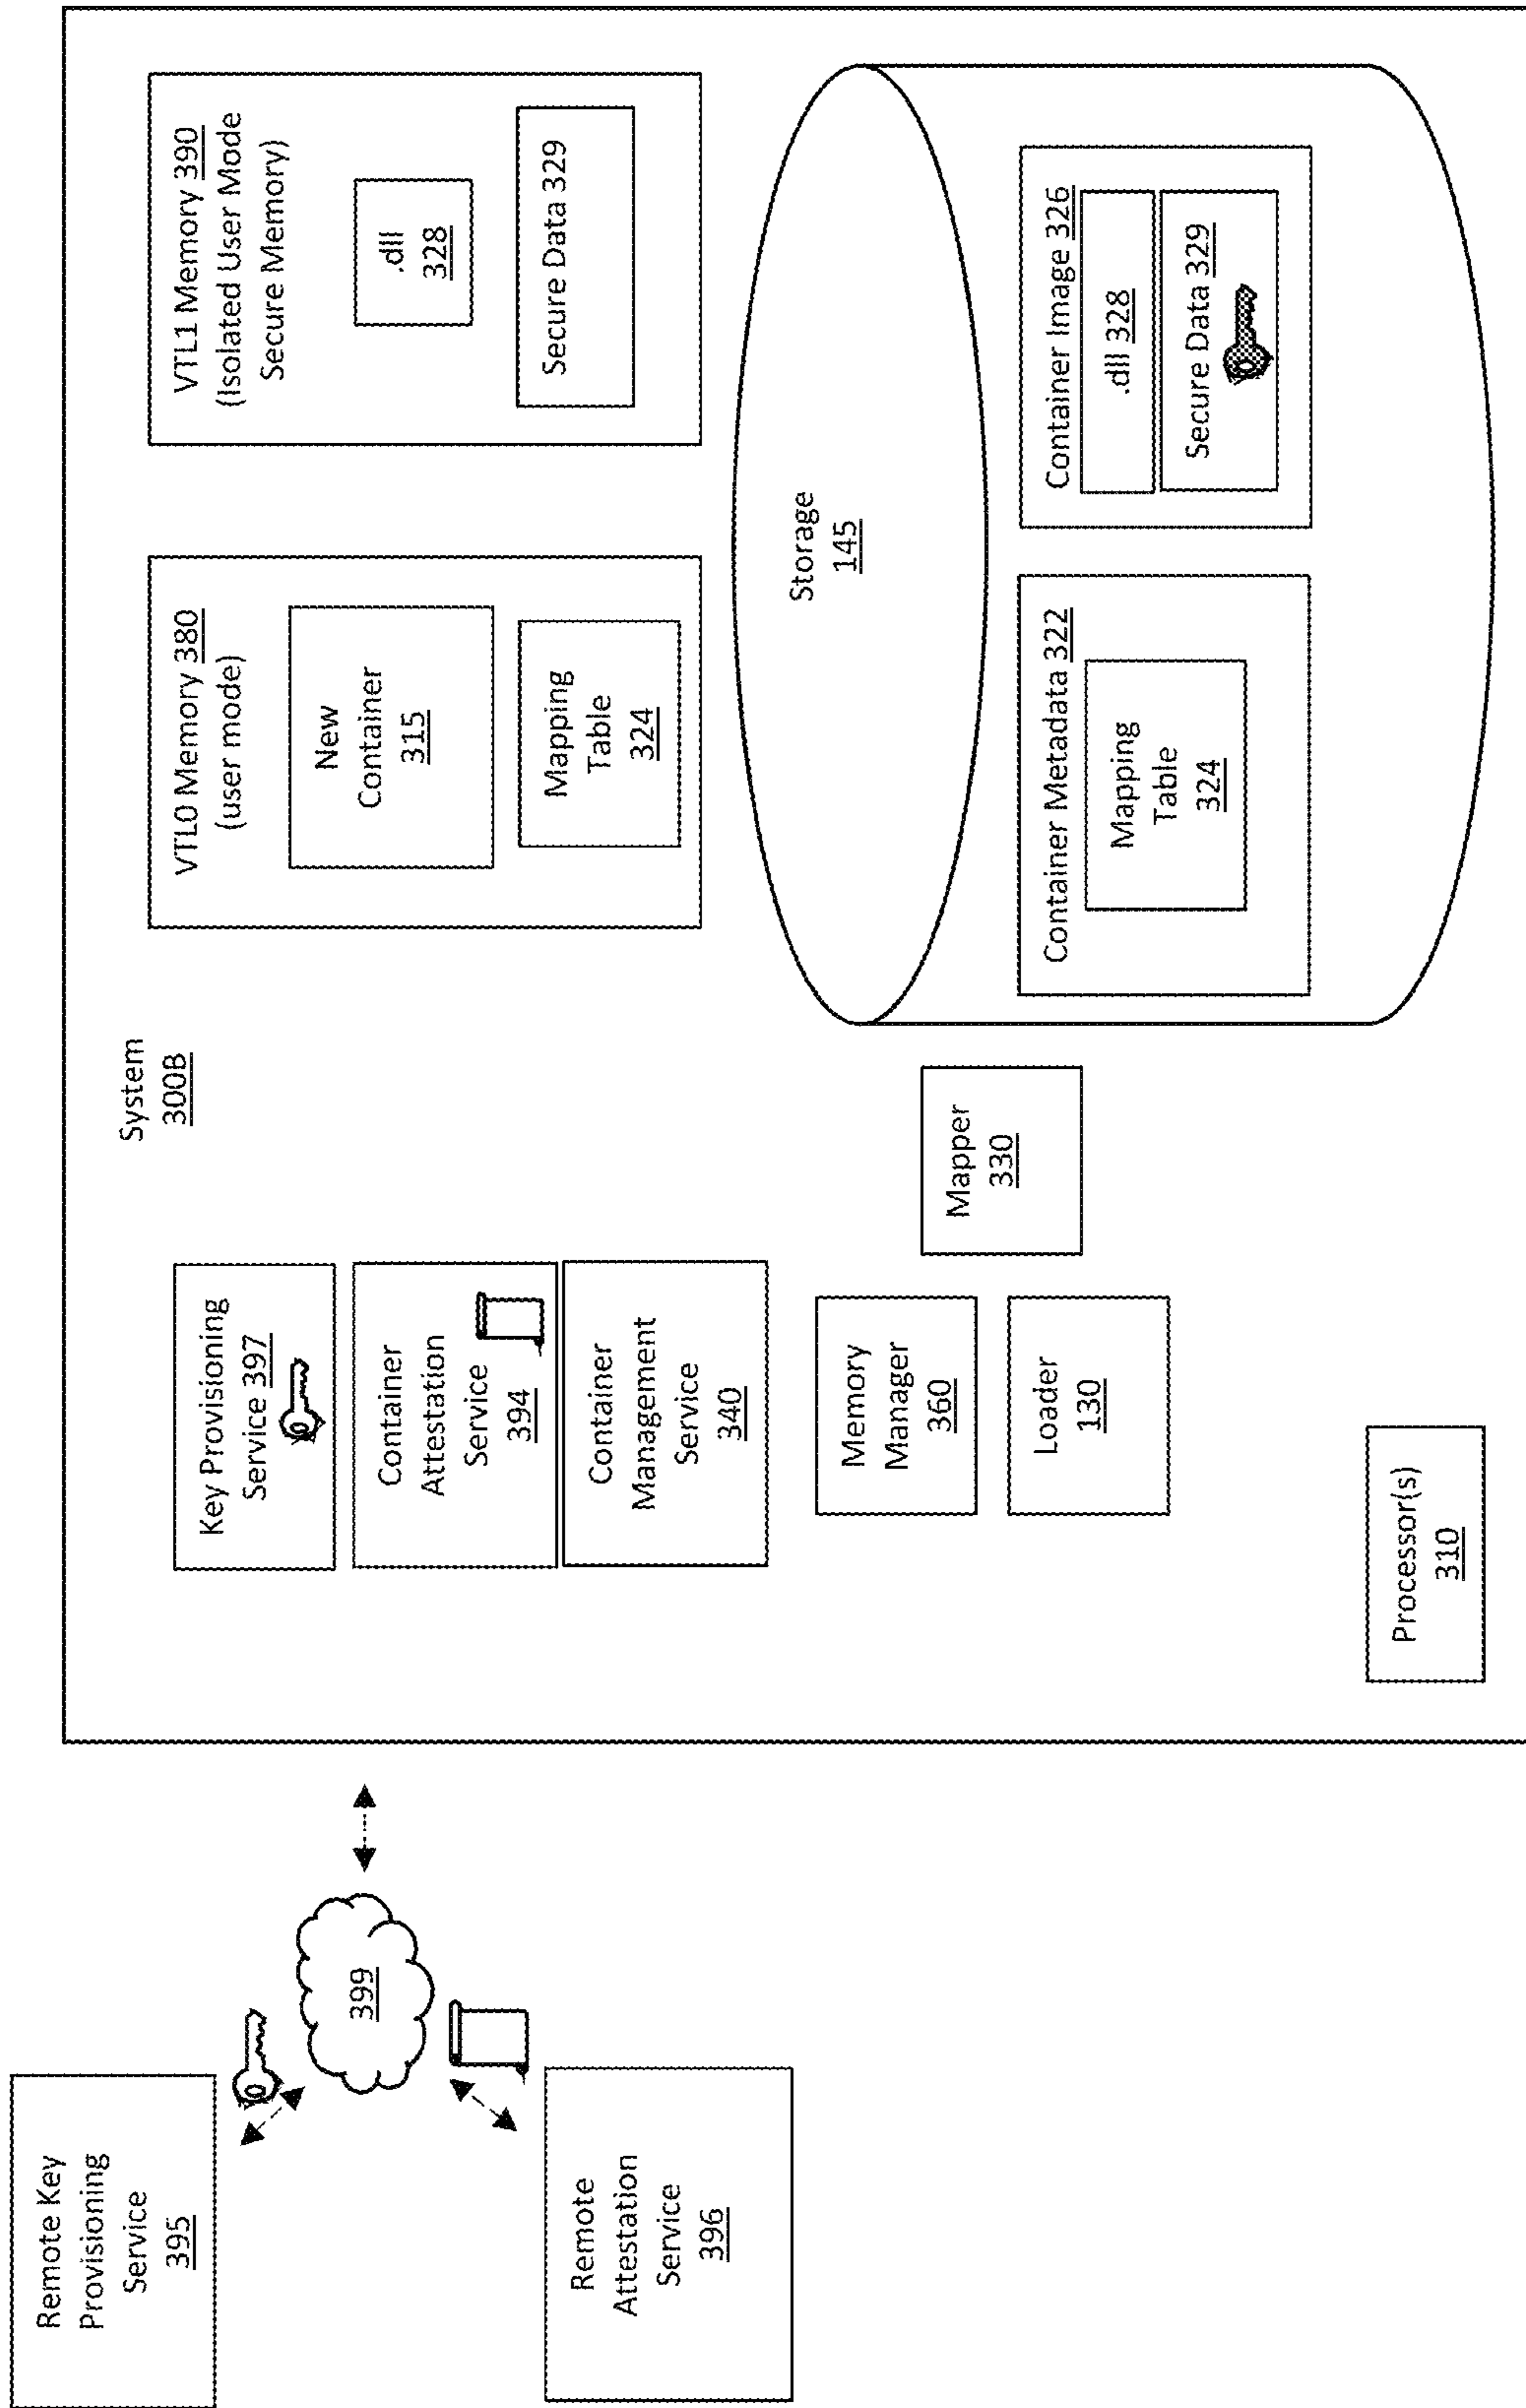 Remote Key
Provisioning
Service
395
Remote
Attestation
Service
396
399
System
300B
Key Provisioning
Service 397
Container
Attestation
Service
394
Container
Management
Service
340
Memory
Manager
360
Loader
130
Mapper
330
Processor(s)
310
VTL0 Memory 380
(user mode)
New
Container
315
Mapping
Table
324
VTL1 Memory 390
(Isolated User Mode
Secure Memory)
.dll
328
Secure Data 329
Storage
145
Container Metadata 322
Mapping
Table
324
Container Image 326
.dll 328
Secure Data 329